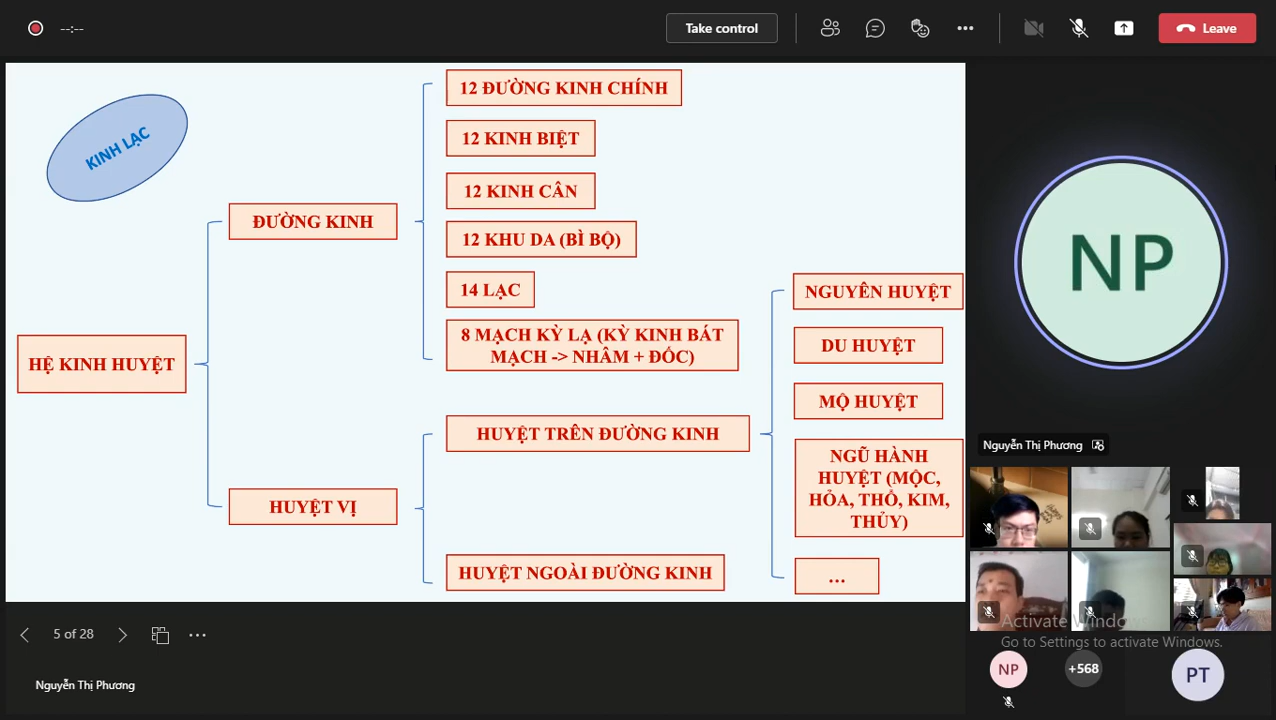 --:--
Take control
Leave
KINH LẠC
12 ĐƯỜNG KINH CHÍNH
12 KINH BIỆT
12 KINH CÂN
ĐƯỜNG KINH
12 KHU DA (BÌ BỘ)
14 LẠC
8 MẠCH KỲ LẠ (KỲ KINH BÁT
MẠCH -> NHÂM + ĐỐC)
HỆ KINH HUYỆT
HUYỆT TRÊN ĐƯỜNG KINH
HUYỆT VỊ
HUYỆT NGOÀI ĐƯỜNG KINH
NGUYÊN HUYỆT
DU HUYỆT
MỘ HUYỆT
NGŨ HÀNH
HUYỆT (MỘC,
HỎA, THỔ, KIM,
THỦY)
...
NP
Nguyễn Thị Phương
5 of 28
Nguyễn Thị Phương
Activate Windows
Go to Settings to activate Windows.
NP
+568
PT